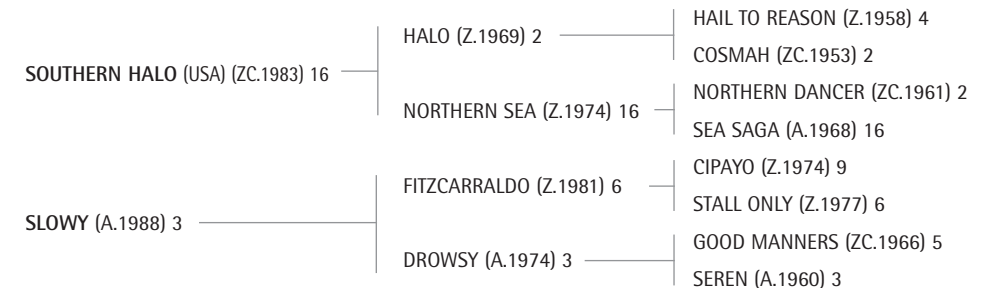 HAIL TO REASON (Z.1958) 4
HALO (Z.1969) 2
COSMAH (ZC.1953) 2
SOUTHERN HALO (USA) (ZC.1983) 16
NORTHERN DANCER (ZC.1961) 2
NORTHERN SEA (Z.1974) 16
SEA SAGA (A.1968) 16
CIPAYO (Z.1974) 9
FITZCARRALDO (Z.1981) 6
STALL ONLY (Z.1977) 6
SLOWY (A.1988) 3
GOOD MANNERS (ZC.1966) 5
DROWSY (A.1974) 3
SEREN (A.1960) 3